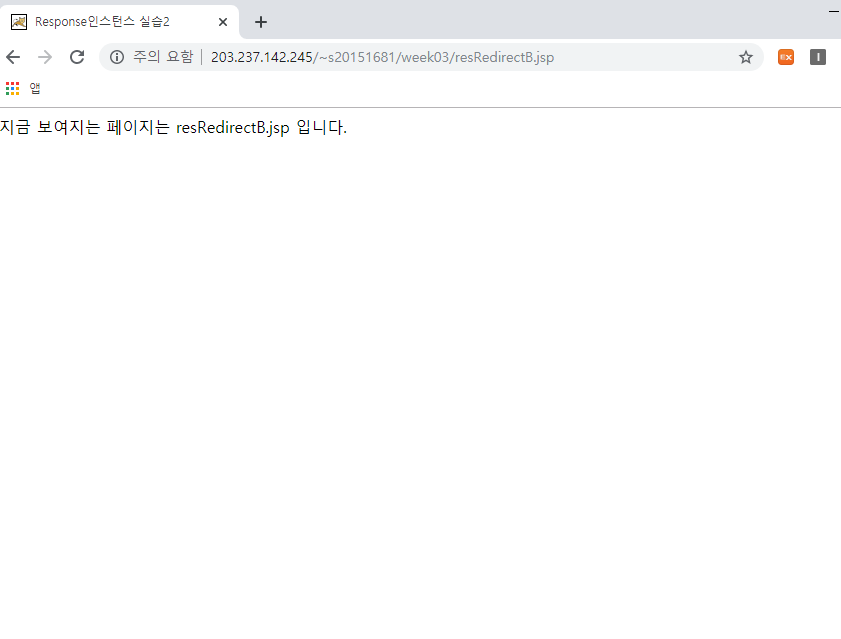 Response인스턴스 실습2
주의 요함 203.237.142.245/~s20151681/week03/resRedirectB.jsp
앱
지금 보여지는 페이지는 resRedirectB.jsp 입니다.